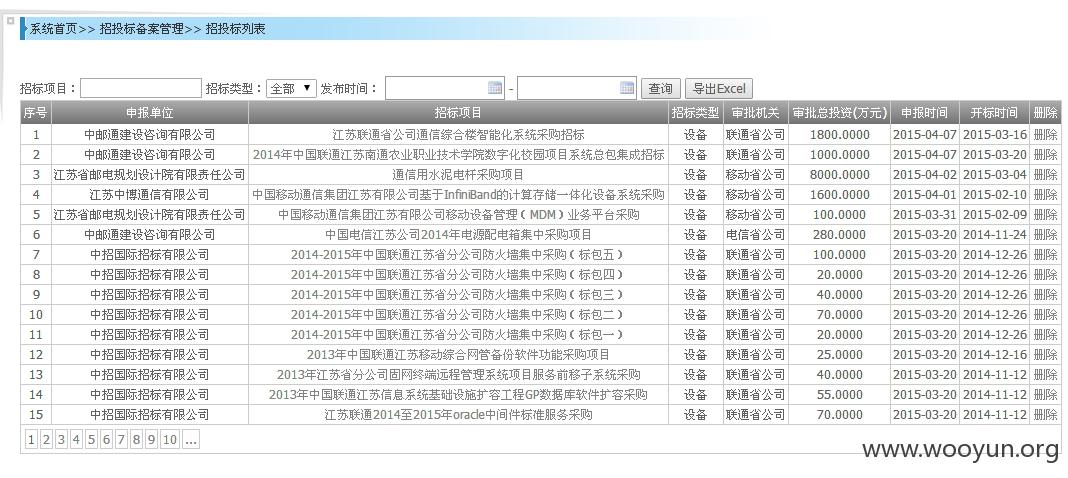 系统首页>> 招投标备案管理>> 招投标列表
招标项目： 招标类型： 全部 发布时间： - 查询 导出Excel
序号 申报单位 招标项目 招标类型 审批机关 审批总投资(万元) 申报时间 开标时间 删除
1 中邮通建设咨询有限公司 江苏联通省公司通信综合楼智能化系统采购招标 设备 联通省公司 1800.0000 2015-04-07 2015-03-16 删除
2 中邮通建设咨询有限公司 2014年中国联通江苏南通农业职业技术学院数字化校园项目系统总包集成招标 设备 联通省公司 1000.0000 2015-04-07 2015-03-20 删除
3 江苏省邮电规划设计院有限责任公司 通信用水泥电杆采购项目 设备 移动省公司 8000.0000 2015-04-02 2015-03-04 删除
4 江苏中博通信有限公司 中国移动通信集团江苏有限公司基于InfiniBand的计算存储一体化设备系统采购 设备 移动省公司 1600.0000 2015-04-01 2015-02-10 删除
5 江苏省邮电规划设计院有限责任公司 中国移动通信集团江苏有限公司移动设备管理（MDM）业务平台采购 设备 移动省公司 100.0000 2015-03-31 2015-02-09 删除
6 中邮通建设咨询有限公司 中国电信江苏公司2014年电源配电箱集中采购项目 设备 电信省公司 280.0000 2015-03-20 2014-11-24 删除
7 中招国际招标有限公司 2014-2015年中国联通江苏省分公司防火墙集中采购（标包五） 设备 联通省公司 100.0000 2015-03-20 2014-12-26 删除
8 中招国际招标有限公司 2014-2015年中国联通江苏省分公司防火墙集中采购（标包四） 设备 联通省公司 20.0000 2015-03-20 2014-12-26 删除
9 中招国际招标有限公司 2014-2015年中国联通江苏省分公司防火墙集中采购（标包三） 设备 联通省公司 40.0000 2015-03-20 2014-12-26 删除
10 中招国际招标有限公司 2014-2015年中国联通江苏省分公司防火墙集中采购（标包二） 设备 联通省公司 70.0000 2015-03-20 2014-12-26 删除
11 中招国际招标有限公司 2014-2015年中国联通江苏省分公司防火墙集中采购（标包一） 设备 联通省公司 20.0000 2015-03-20 2014-12-26 删除
12 中招国际招标有限公司 2013年中国联通江苏移动综合网管备份软件功能采购项目 设备 联通省公司 25.0000 2015-03-20 2014-12-16 删除
13 中招国际招标有限公司 2013年江苏省分公司固网终端远程管理系统项目服务前移子系统采购 设备 联通省公司 40.0000 2015-03-20 2014-11-12 删除
14 中招国际招标有限公司 2013年中国联通江苏信息系统基础设施扩容工程GP数据库软件扩容采购 设备 联通省公司 55.0000 2015-03-20 2014-11-12 删除
15 中招国际招标有限公司 江苏联通2014至2015年oracle中间件标准服务采购 设备 联通省公司 70.0000 2015-03-20 2014-11-12 删除
1 2 3 4 5 6 7 8 9 10 ...
www.wooyun.org